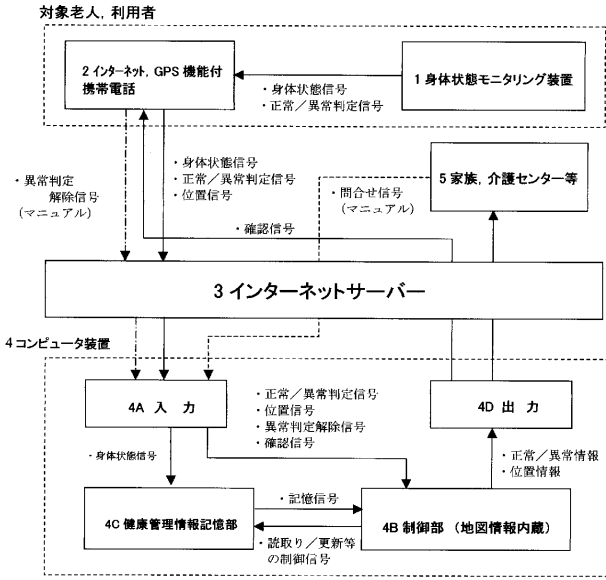 対象老人，利用者
2 インターネット，GPS 機能付
携帯電話
1 身体状態モニタリング装置
・身体状態信号
・正常／異常判定信号
・異常判定
解除信号
(マニュアル)
・身体状態信号
・正常／異常判定信号
・位置信号
・問合せ信号
(マニュアル)
5 家族，介護センター等
・確認信号
3 インターネットサーバー
4 コンピュータ装置
4A 入 力
・正常／異常判定信号
・位置信号
・異常判定解除信号
・確認信号
4D 出 力
・身体状態信号
・正常／異常情報
・位置情報
4C 健康管理情報記憶部
・記憶信号
・読取り／更新等
の制御信号
4B 制御部 （地図情報内蔵）